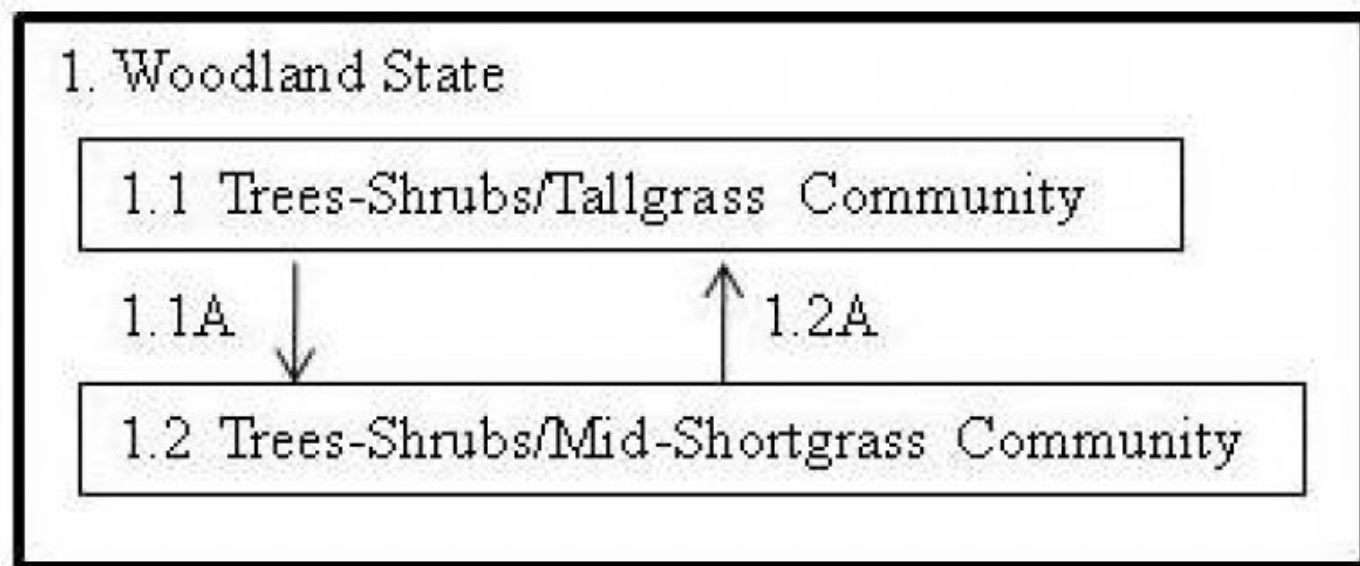 1. Woodland State
1.1 Trees-Shrubs/Tallgrass Community
1.1A
1.2A
1.2 Trees-Shrubs/Mid-Shortgrass Community